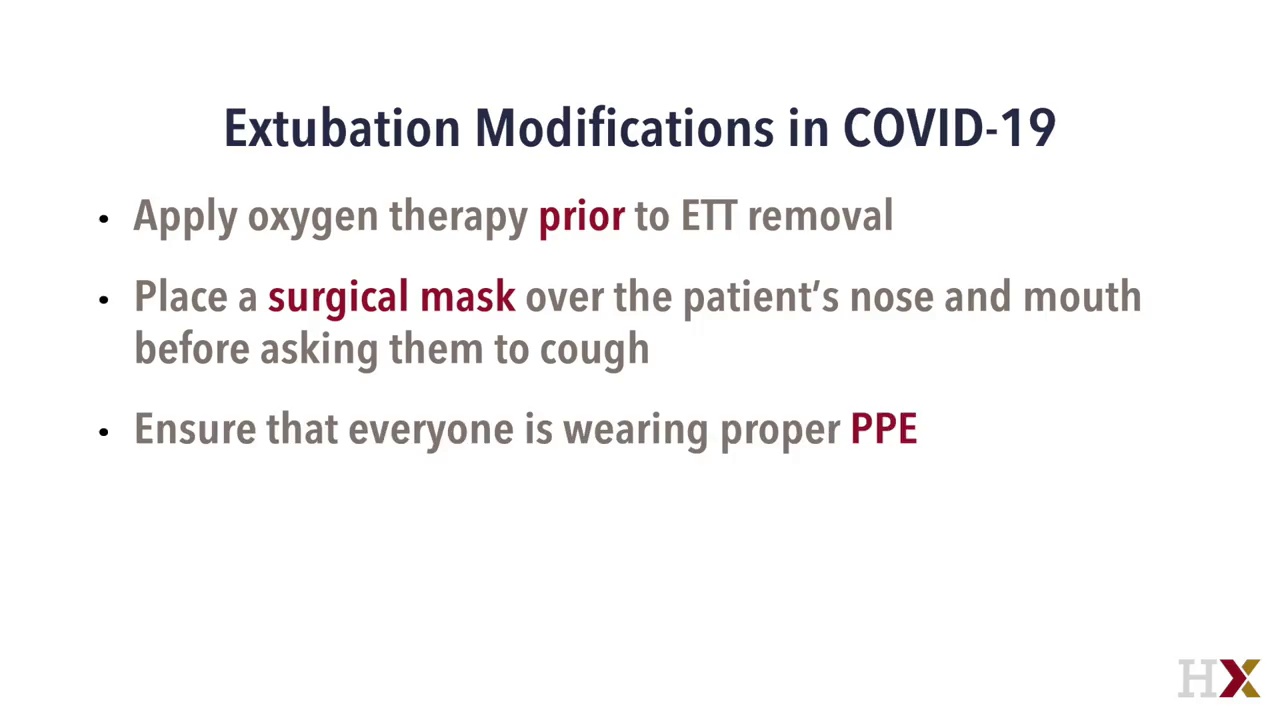 Extubation Modifications in COVID-19
• Apply oxygen therapy prior to ETT removal
• Place a surgical mask over the patient’s nose and mouth
before asking them to cough
• Ensure that everyone is wearing proper PPE
HX